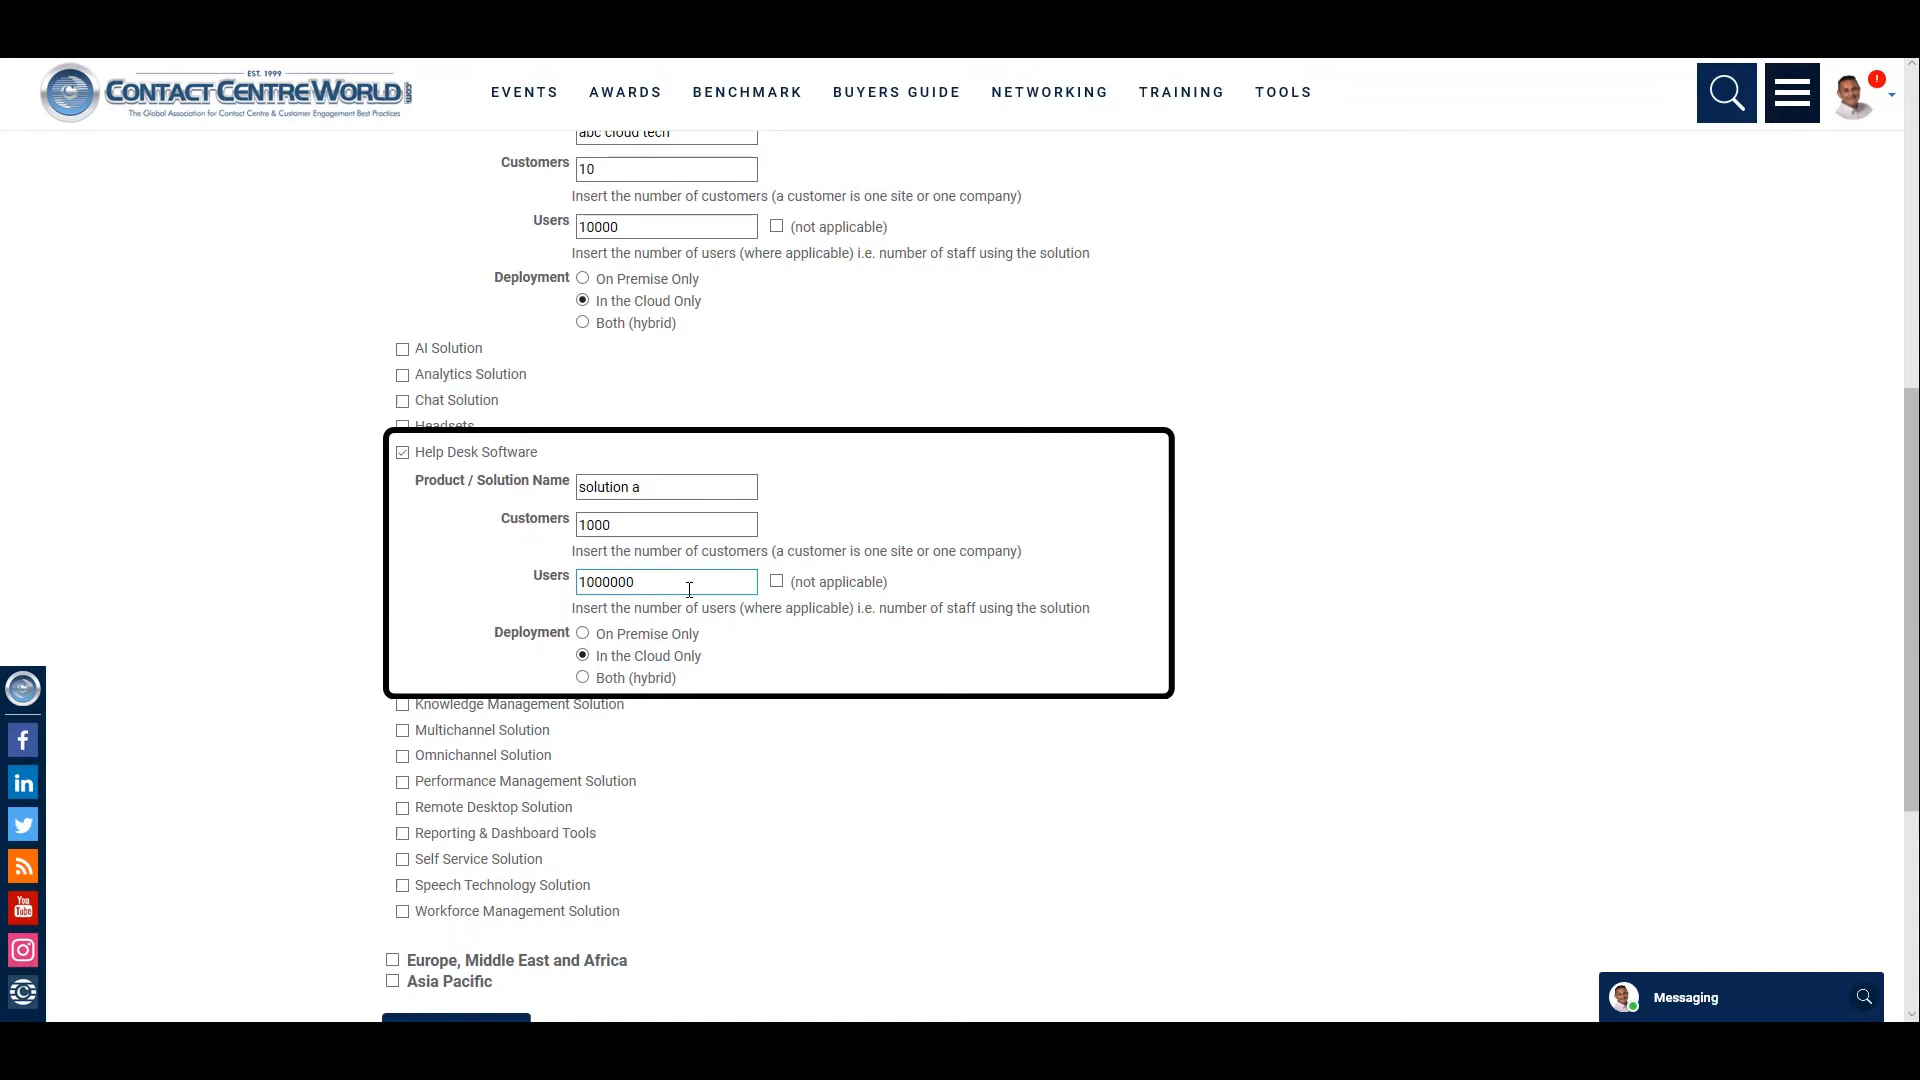 EST. 1999
CONTACT CENTRE WORLD.com
The Global Association for Contact Centre & Customer Engagement Best Practices
EVENTS AWARDS BENCHMARK BUYERS GUIDE NETWORKING TRAINING TOOLS
!
abc cloud tech
Customers 10
Insert the number of customers (a customer is one site or one company)
Users 10000 (not applicable)
Insert the number of users (where applicable) i.e. number of staff using the solution
Deployment On Premise Only
In the Cloud Only
Both (hybrid)
AI Solution
Analytics Solution
Chat Solution
Headsets
Help Desk Software
Product / Solution Name solution a
Customers 1000
Insert the number of customers (a customer is one site or one company)
Users 1000000 (not applicable)
Insert the number of users (where applicable) i.e. number of staff using the solution
Deployment On Premise Only
In the Cloud Only
Both (hybrid)
Knowledge Management Solution
Multichannel Solution
Omnichannel Solution
Performance Management Solution
Remote Desktop Solution
Reporting & Dashboard Tools
Self Service Solution
Speech Technology Solution
Workforce Management Solution
Europe, Middle East and Africa
Asia Pacific
f
in
You
Tube
C
Messaging